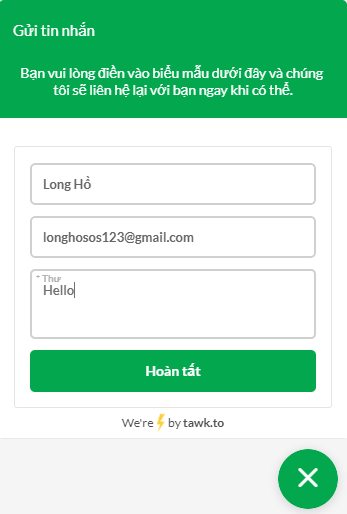 Gửi tin nhắn
Bạn vui lòng điền vào biểu mẫu dưới đây và chúng
tôi sẽ liên hệ lại với bạn ngay khi có thể.
Long Hồ
longhosos123@gmail.com
* Thư
Hello
Hoàn tất
We're by tawk.to